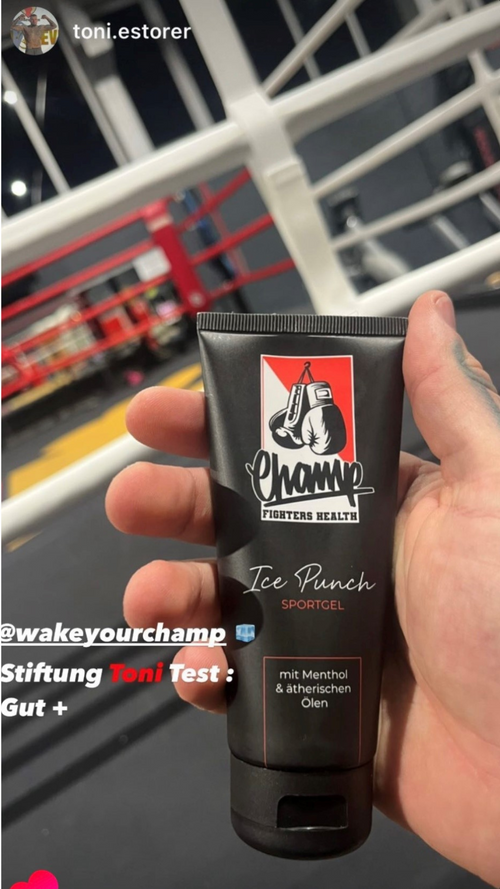 toni.estorer
Champ
FIGHTERS HEALTH
Ice Punch
SPORTGEL
@wakeyourchamp
Stiftung Toni Test :
Gut +
mit Menthol
& ätherischen
Ölen